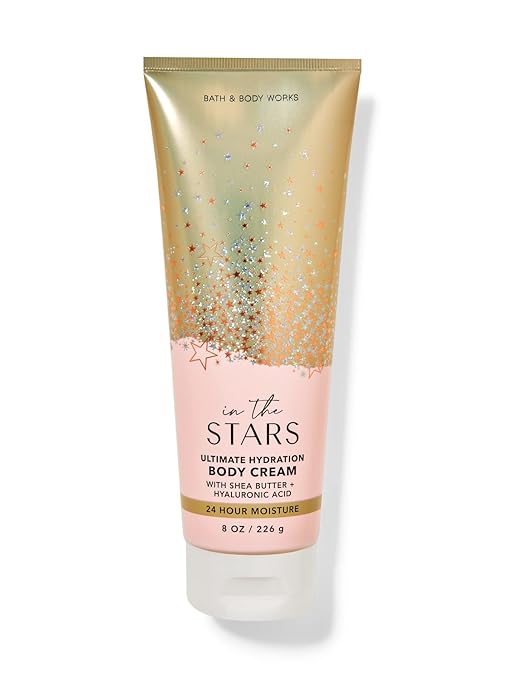 BATH & BODY WORKS
in the
STARS
ULTIMATE HYDRATION
BODY CREAM
WITH SHEA BUTTER +
HYALURONIC ACID
24 HOUR MOISTURE
8 OZ / 226 g